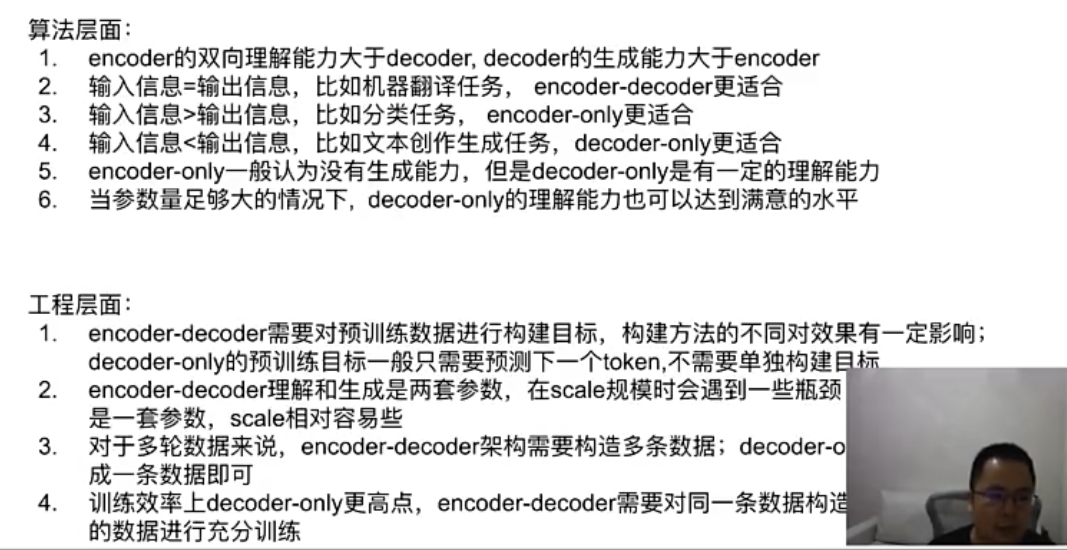 算法层面：
1. encoder的双向理解能力大于decoder, decoder的生成能力大于encoder
2. 输入信息=输出信息，比如机器翻译任务， encoder-decoder更适合
3. 输入信息>输出信息，比如分类任务， encoder-only更适合
4. 输入信息<输出信息，比如文本创作生成任务，decoder-only更适合
5. encoder-only一般认为没有生成能力，但是decoder-only是有一定的理解能力
6. 当参数量足够大的情况下，decoder-only的理解能力也可以达到满意的水平
工程层面：
1. encoder-decoder需要对预训练数据进行构建目标，构建方法的不同对效果有一定影响；
decoder-only的预训练目标一般只需要预测下一个token,不需要单独构建目标
2. encoder-decoder理解和生成是两套参数，在scale规模时会遇到一些瓶颈
是一套参数，scale相对容易些
3. 对于多轮数据来说，encoder-decoder架构需要构造多条数据；decoder-o
成一条数据即可
4. 训练效率上decoder-only更高点，encoder-decoder需要对同一条数据构造
的数据进行充分训练